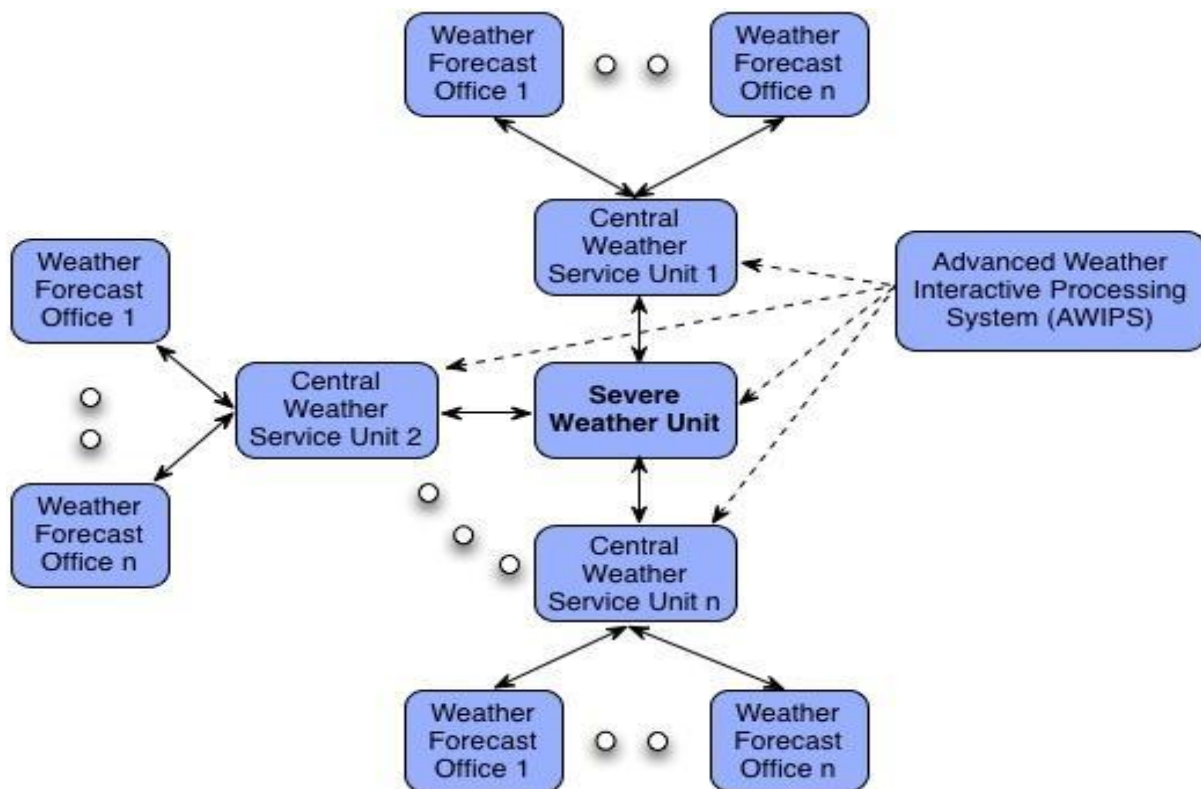 Weather
Forecast
Office 1
Weather
Forecast
Office n
Central
Weather
Service Unit 1
Advanced Weather
Interactive Processing
System (AWIPS)
Weather
Forecast
Office 1
Central
Weather
Service Unit 2
Severe
Weather Unit
Weather
Forecast
Office n
Central
Weather
Service Unit n
Weather
Forecast
Office 1
Weather
Forecast
Office n